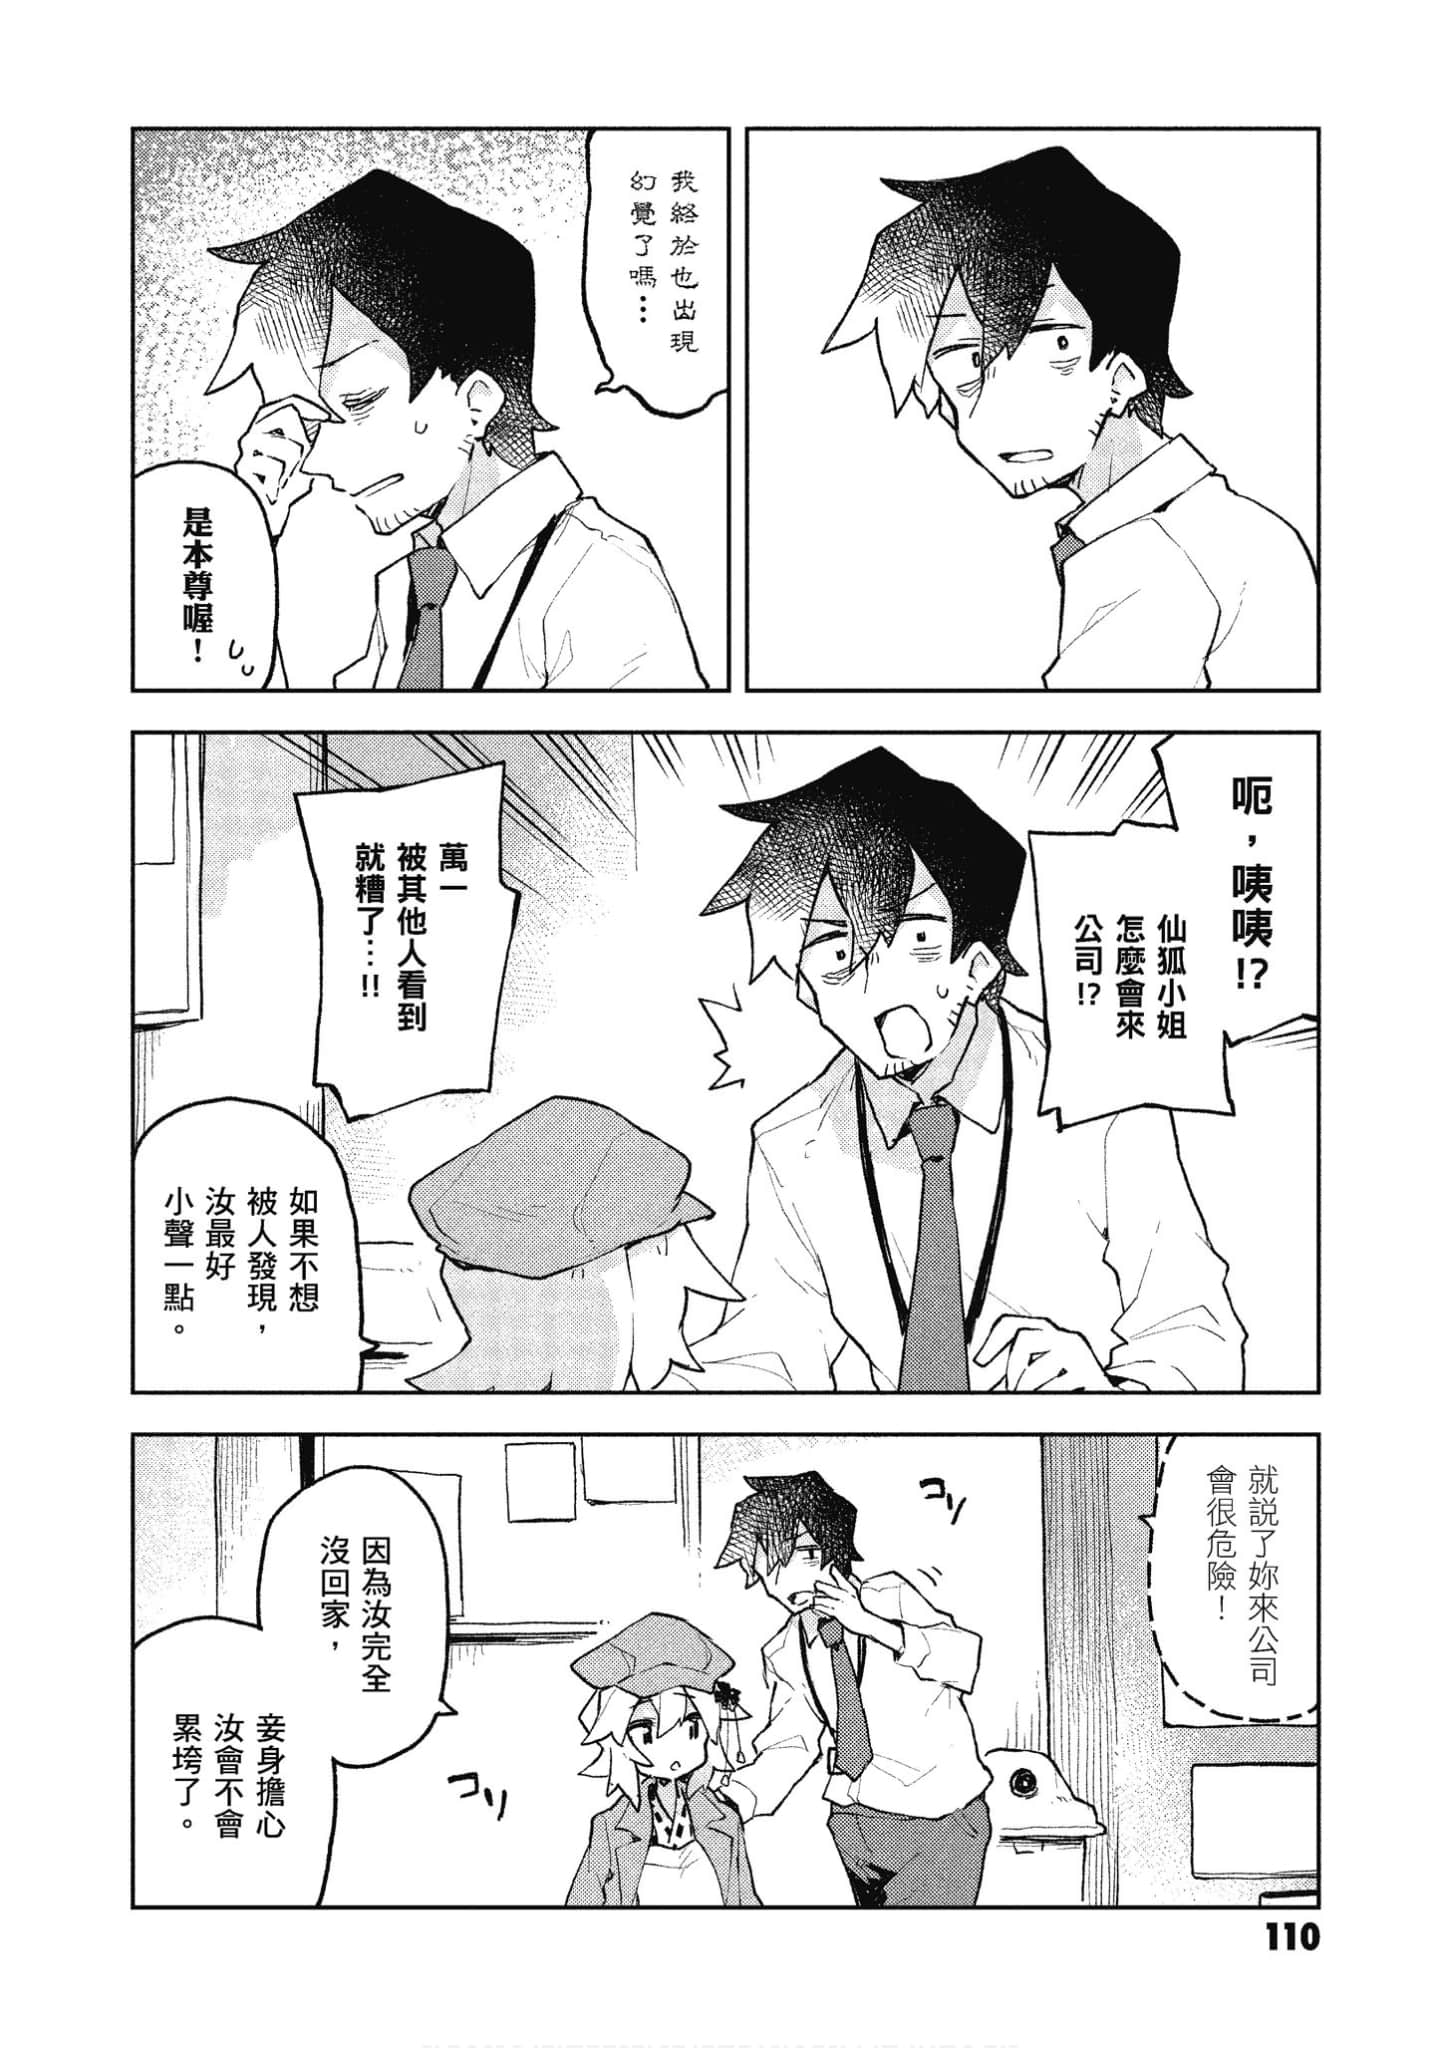 我終於也出現
幻覺了嗎…
是本尊喔！
呃，咦咦!?
仙狐小姐
怎麼會來
公司!?
萬一
被其他人看到
就糟了…!!
如果不想
被人發現，
汝最好
小聲一點。
就說了妳來公司
會很危險！
コソ
因為汝完全
沒回家，
妾身擔心
汝會不會
累垮了。
コソ
110